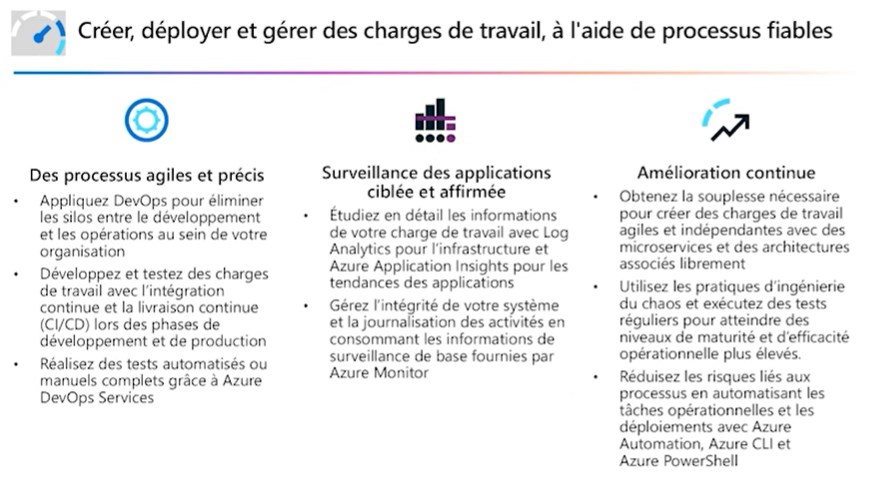 Créer, déployer et gérer des charges de travail, à l'aide de processus fiables
Des processus agiles et précis
• Appliquez DevOps pour éliminer
les silos entre le développement
et les opérations au sein de votre
organisation
• Développez et testez des charges
de travail avec l'intégration
continue et la livraison continue
(CI/CD) lors des phases de
développement et de production
• Réalisez des tests automatisés ou
manuels complets grâce à Azure
DevOps Services
Surveillance des applications
ciblée et affirmée
• Étudiez en détail les informations
de votre charge de travail avec Log
Analytics pour l'infrastructure et
Azure Application Insights pour les
tendances des applications
• Gérez l'intégrité de votre système
et la journalisation des activités en
consommant les informations de
surveillance de base fournies par
Azure Monitor
Amélioration continue
• Obtenez la souplesse nécessaire
pour créer des charges de travail
agiles et indépendantes avec des
microservices et des architectures
associés librement
• Utilisez les pratiques d'ingénierie
du chaos et exécutez des tests
réguliers pour atteindre des
niveaux de maturité et d'efficacité
opérationnelle plus élevés.
• Réduisez les risques liés aux
processus en automatisant les
tâches opérationnelles et les
déploiements avec Azure
Automation, Azure CLI et
Azure PowerShell